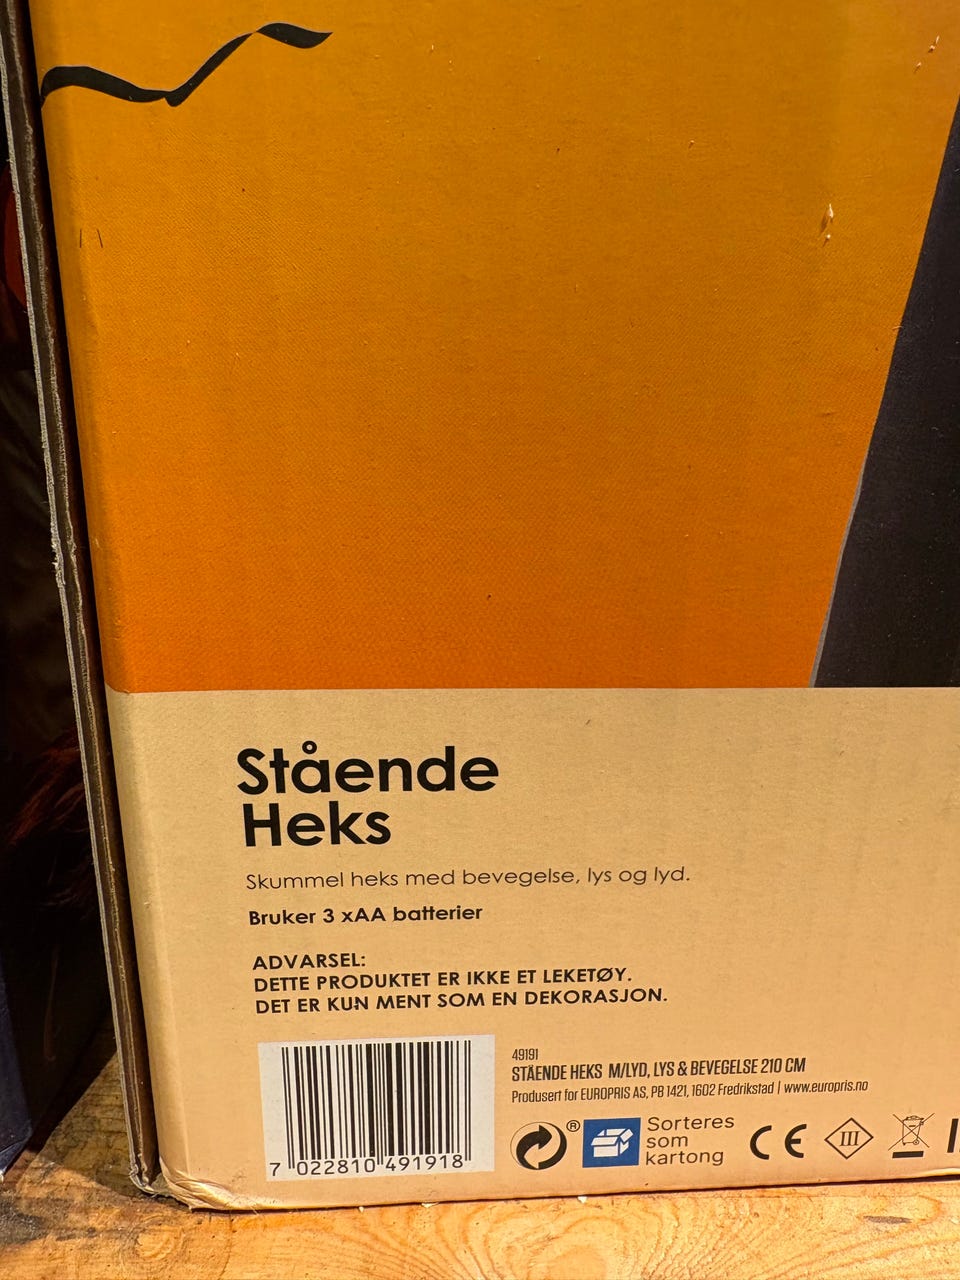 Stående
Heks
Skummel heks med bevegelse, lys og lyd.
Bruker 3 xAA batterier
ADVARSEL:
DETTE PRODUKTET ER IKKE ET LEKETØY.
DET ER KUN MENT SOM EN DEKORASJON.
49191
STÅENDE HEKS M/LYD, LYS & BEVEGELSE 210 CM
Produsert for EUROPRIS AS, PB 1421, 1602 Fredrikstad | www.europris.no
7 022810 491918
®
Sorteres
som
kartong
CE
III